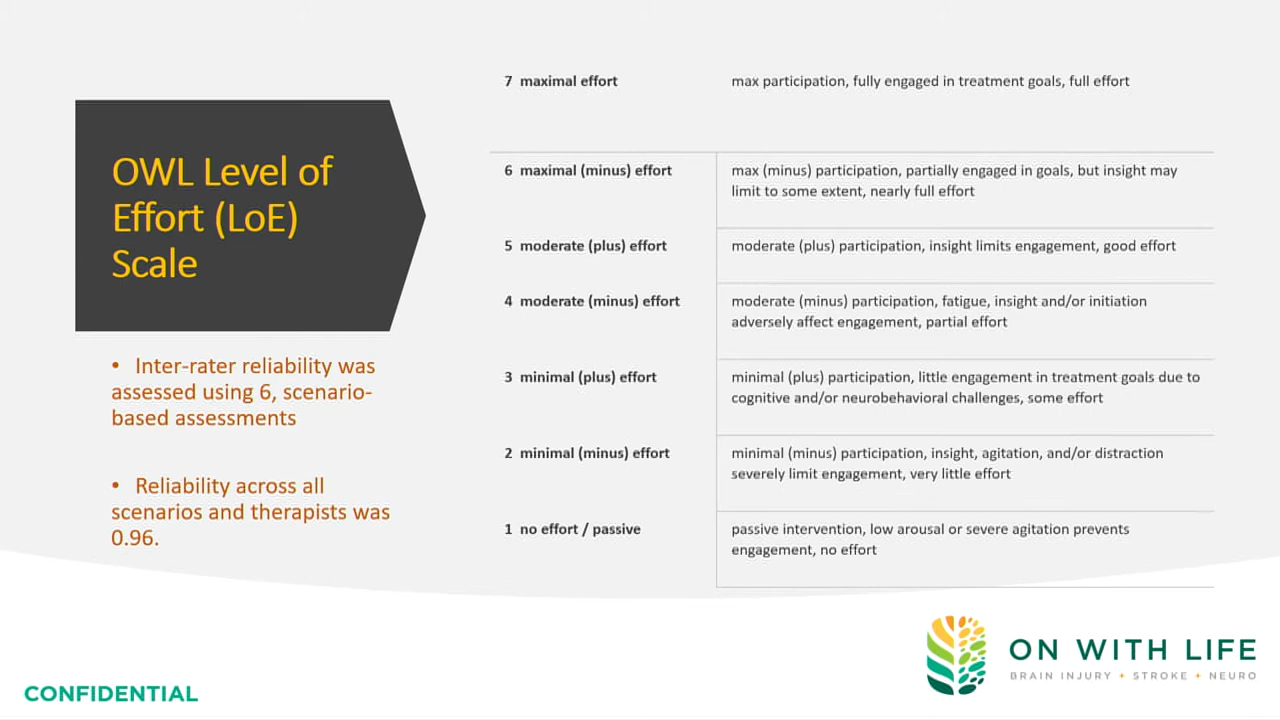 OWL Level of
Effort (LoE)
Scale
• Inter-rater reliability was
assessed using 6, scenario-
based assessments
• Reliability across all
scenarios and therapists was
0.96.
7 maximal effort
max participation, fully engaged in treatment goals, full effort
6 maximal (minus) effort
max (minus) participation, partially engaged in goals, but insight may
limit to some extent, nearly full effort
5 moderate (plus) effort
moderate (plus) participation, insight limits engagement, good effort
4 moderate (minus) effort
moderate (minus) participation, fatigue, insight and/or initiation
adversely affect engagement, partial effort
3 minimal (plus) effort
minimal (plus) participation, little engagement in treatment goals due to
cognitive and/or neurobehavioral challenges, some effort
2 minimal (minus) effort
minimal (minus) participation, insight, agitation, and/or distraction
severely limit engagement, very little effort
1 no effort / passive
passive intervention, low arousal or severe agitation prevents
engagement, no effort
ON WITH LIFE
BRAIN INJURY + STROKE + NEURO
CONFIDENTIAL